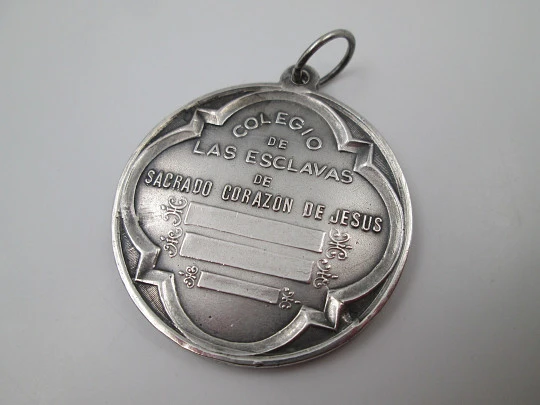 COLEGIO
DE
LAS ESCLAVAS
DE
SACRADO CORAZON DE JESUS